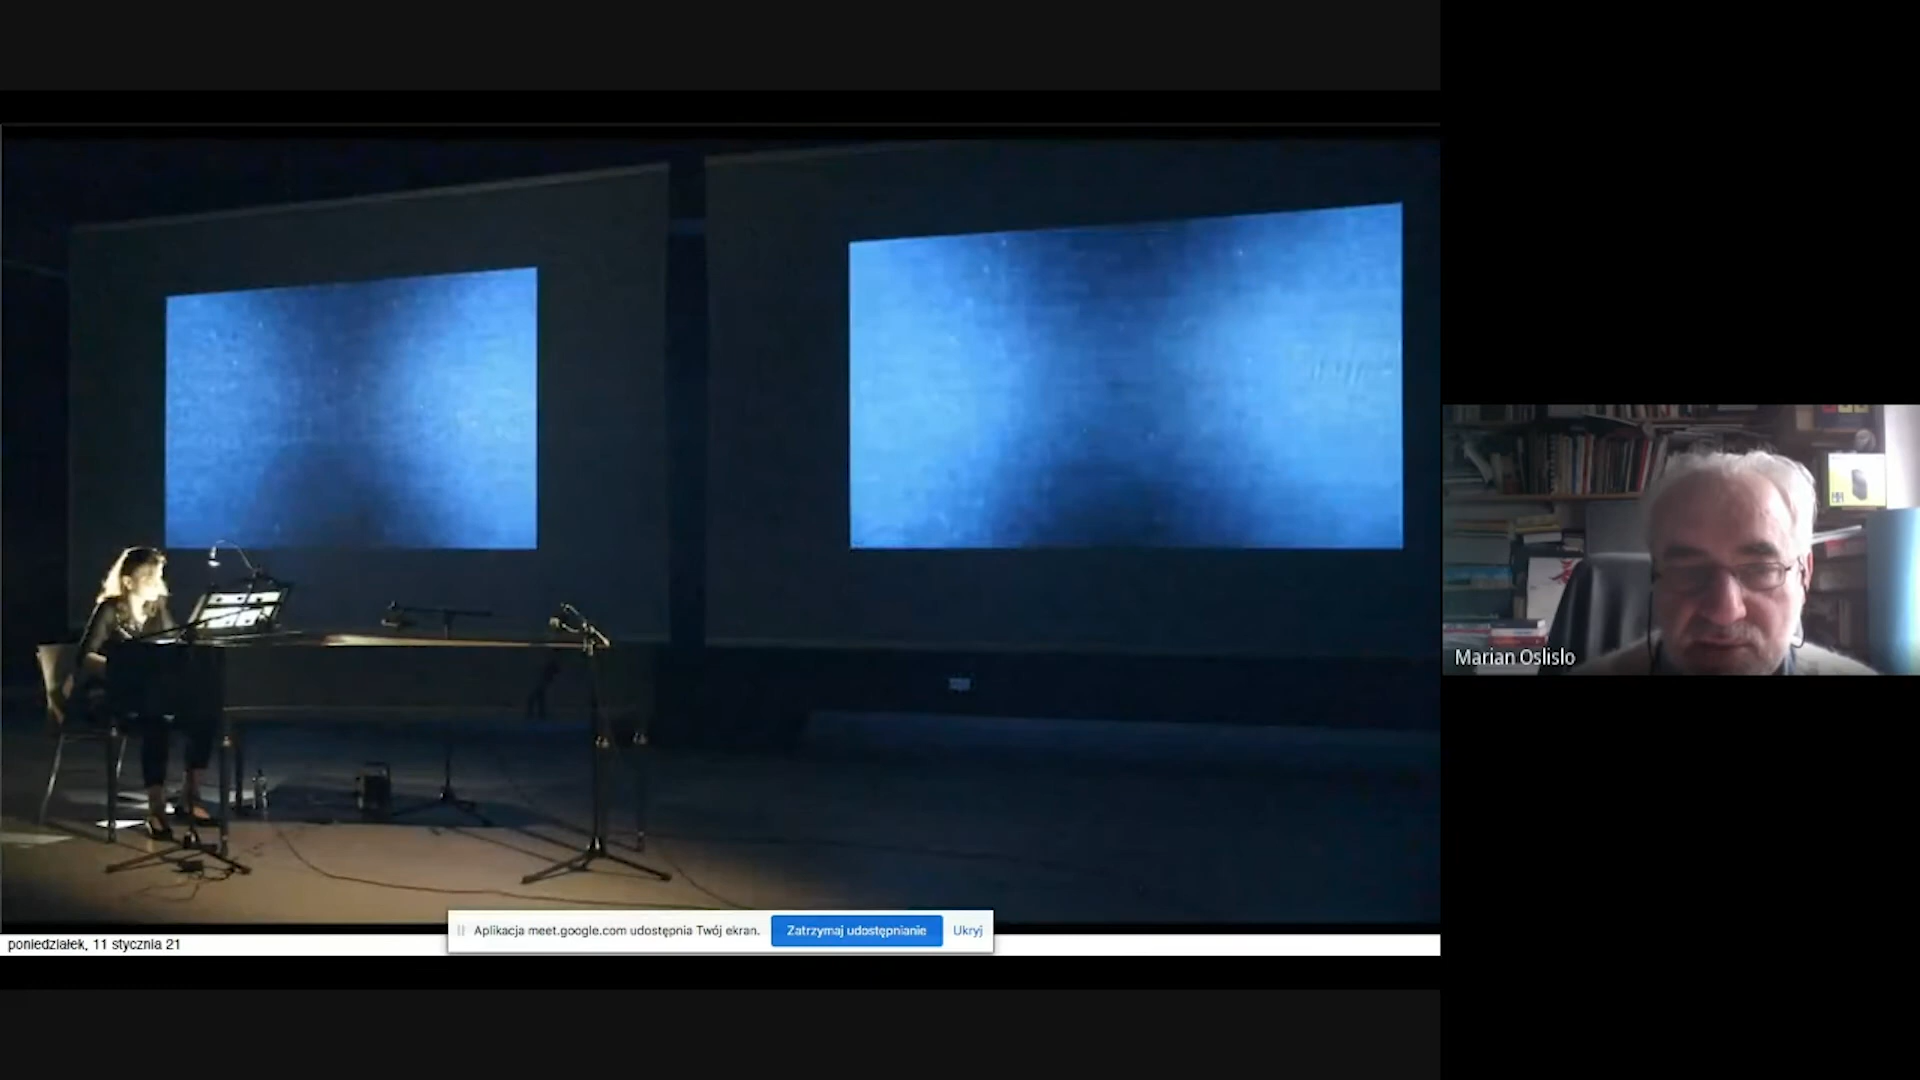 Marian Oslislo
Aplikacja meet.google.com udostępnia Twój ekran. Zatrzymaj udostępnianie Ukryj
poniedziałek, 11 stycznia 21